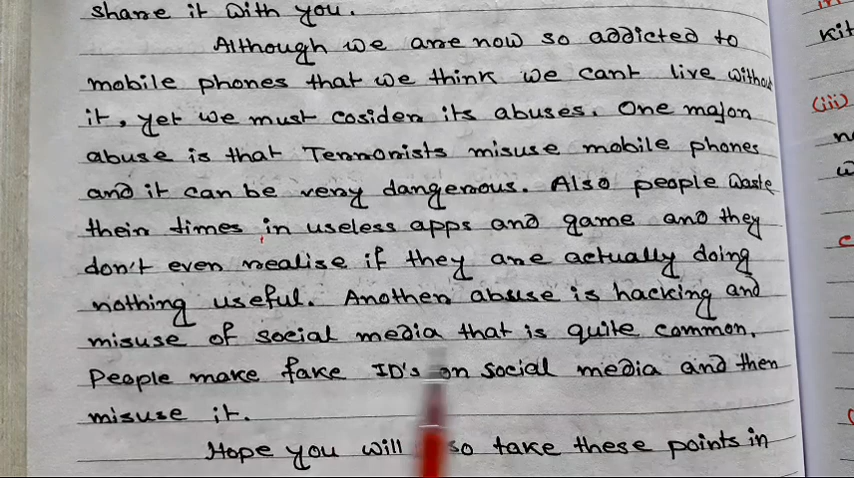 share it with you.
Although we are now so addicted to
mobile phones that we think we cant live without
it, yet we must cosider its abuses. One major
abuse is that Terrorists misuse mobile phones
and it can be very dangerous. Also people waste
their times in useless apps and game and they
don't even realise if they are actually doing
nothing useful. Another abuse is hacking and
misuse of social media that is quite common.
People make fake ID's on social media and then
misuse it.
Hope you will so take these points in
kit
(iii)